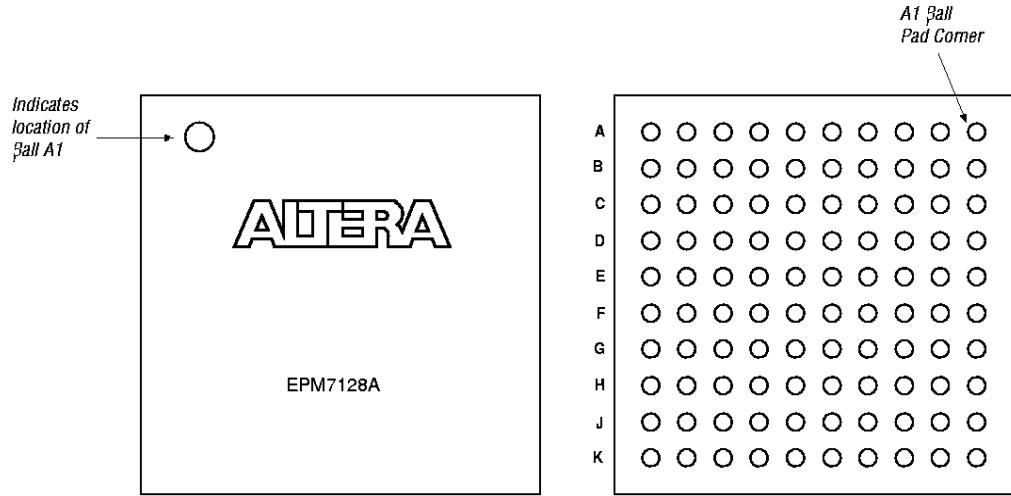 A1 Ball
Pad Corner
Indicates
location of
Ball A1
ALTERA
EPM7128A
A
B
C
D
E
F
G
H
J
K